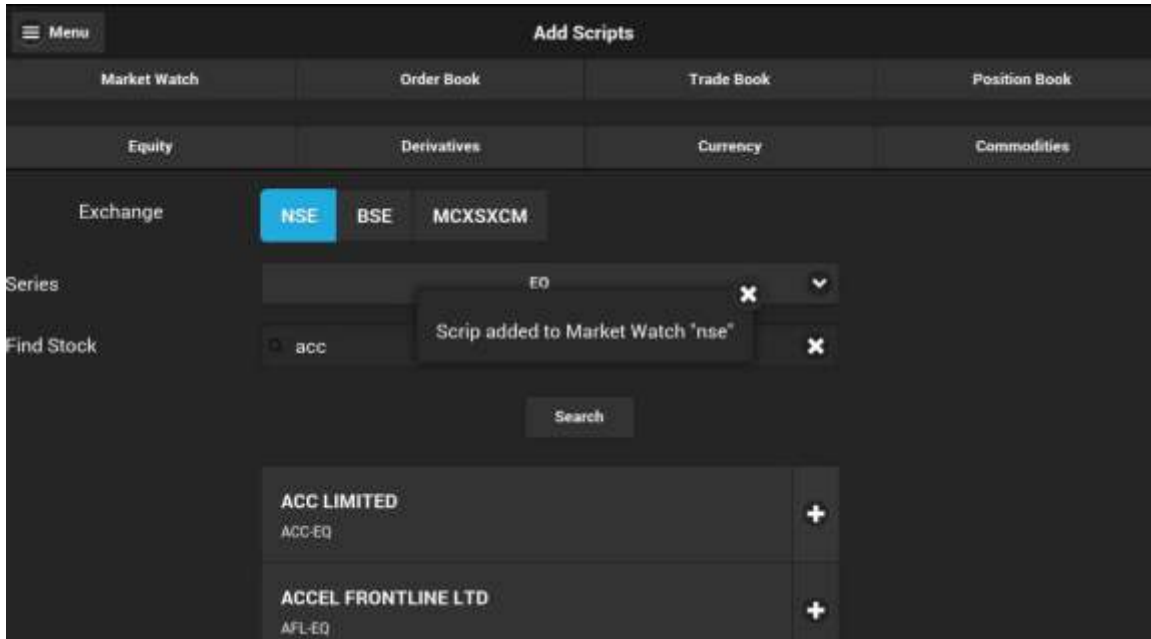 Menu
Add Scripts
Market Watch Order Book Trade Book Position Book
Equity Derivatives Currency Commodities
Exchange NSE BSE MCXSXCM
Series EQ
Scrip added to Market Watch "nse"
Find Stock acc
Search
ACC LIMITED
ACC-EQ
ACCEL FRONTLINE LTD
AFL-EQ